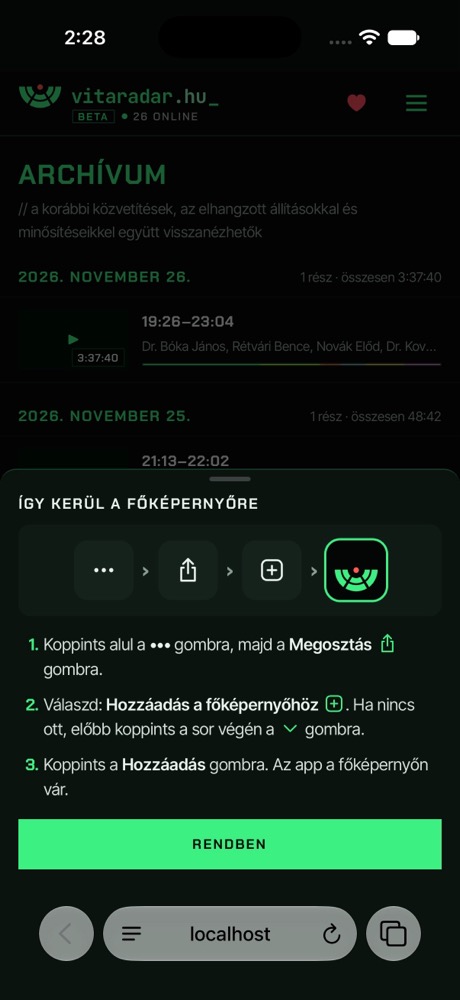 2:28
vitaradar.hu_
BETA 26 ONLINE
ARCHÍVUM
// a korábbi közvetítések, az elhangzott állításokkal és
minősítéseikkel együtt visszanézhetők
2026. NOVEMBER 26.
1 rész · összesen 3:37:40
3:37:40
19:26–23:04
Dr. Bóka János, Rétvári Bence, Novák Előd, Dr. Kov...
2026. NOVEMBER 25.
1 rész · összesen 48:42
21:13–22:02
ÍGY KERÜL A FŐKÉPERNYŐRE
1. Koppints alul a ••• gombra, majd a Megosztás
gombra.
2. Válaszd: Hozzáadás a főképernyőhöz . Ha nincs
ott, előbb koppints a sor végén a gombra.
3. Koppints a Hozzáadás gombra. Az app a főképernyőn
vár.
RENDBEN
localhost